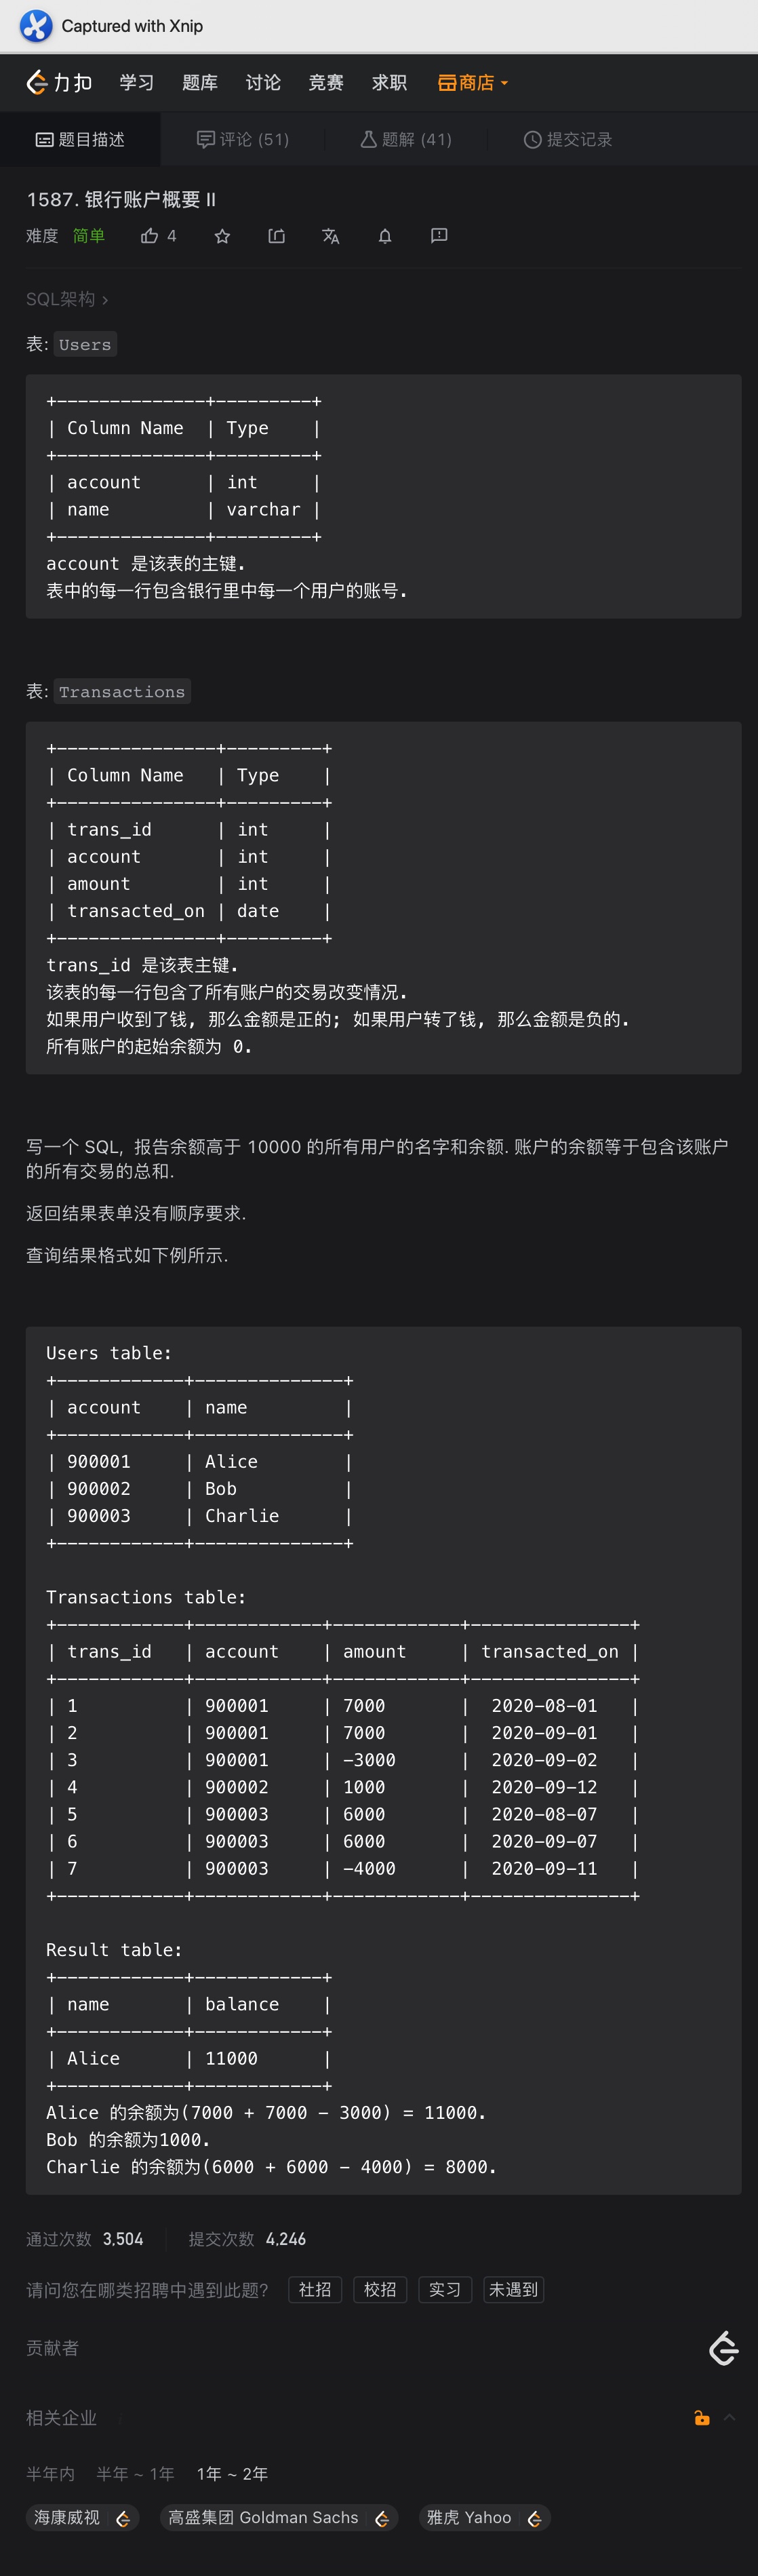 Captured with Xnip
力扣 学习 题库 讨论 竞赛 求职 商店
题目描述 评论 (51) 题解 (41) 提交记录
1587. 银行账户概要 II
难度 简单 4
SQL架构 >
表: Users
+--------------+---------+
| Column Name  | Type    |
+--------------+---------+
| account      | int     |
| name         | varchar |
+--------------+---------+
account 是该表的主键.
表中的每一行包含银行里中每一个用户的账号.
表: Transactions
+---------------+---------+
| Column Name   | Type    |
+---------------+---------+
| trans_id      | int     |
| account       | int     |
| amount        | int     |
| transacted_on | date    |
+---------------+---------+
trans_id 是该表主键.
该表的每一行包含了所有账户的交易改变情况.
如果用户收到了钱, 那么金额是正的; 如果用户转了钱, 那么金额是负的.
所有账户的起始余额为 0.
写一个 SQL, 报告余额高于 10000 的所有用户的名字和余额. 账户的余额等于包含该账户
的所有交易的总和.
返回结果表单没有顺序要求.
查询结果格式如下例所示.
Users table:
+------------+--------------+
| account    | name         |
+------------+--------------+
| 900001     | Alice        |
| 900002     | Bob          |
| 900003     | Charlie      |
+------------+--------------+
Transactions table:
+------------+------------+------------+---------------+
| trans_id   | account    | amount     | transacted_on |
+------------+------------+------------+---------------+
| 1          | 900001     | 7000       |  2020-08-01   |
| 2          | 900001     | 7000       |  2020-09-01   |
| 3          | 900001     | -3000      |  2020-09-02   |
| 4          | 900002     | 1000       |  2020-09-12   |
| 5          | 900003     | 6000       |  2020-08-07   |
| 6          | 900003     | 6000       |  2020-09-07   |
| 7          | 900003     | -4000      |  2020-09-11   |
+------------+------------+------------+---------------+
Result table:
+------------+------------+
| name       | balance    |
+------------+------------+
| Alice      | 11000      |
+------------+------------+
Alice 的余额为(7000 + 7000 - 3000) = 11000.
Bob 的余额为1000.
Charlie 的余额为(6000 + 6000 - 4000) = 8000.
通过次数 3,504 提交次数 4,246
请问您在哪类招聘中遇到此题? 社招 校招 实习 未遇到
贡献者
相关企业
半年内 半年 ~ 1年 1年 ~ 2年
海康威视 高盛集团 Goldman Sachs 雅虎 Yahoo